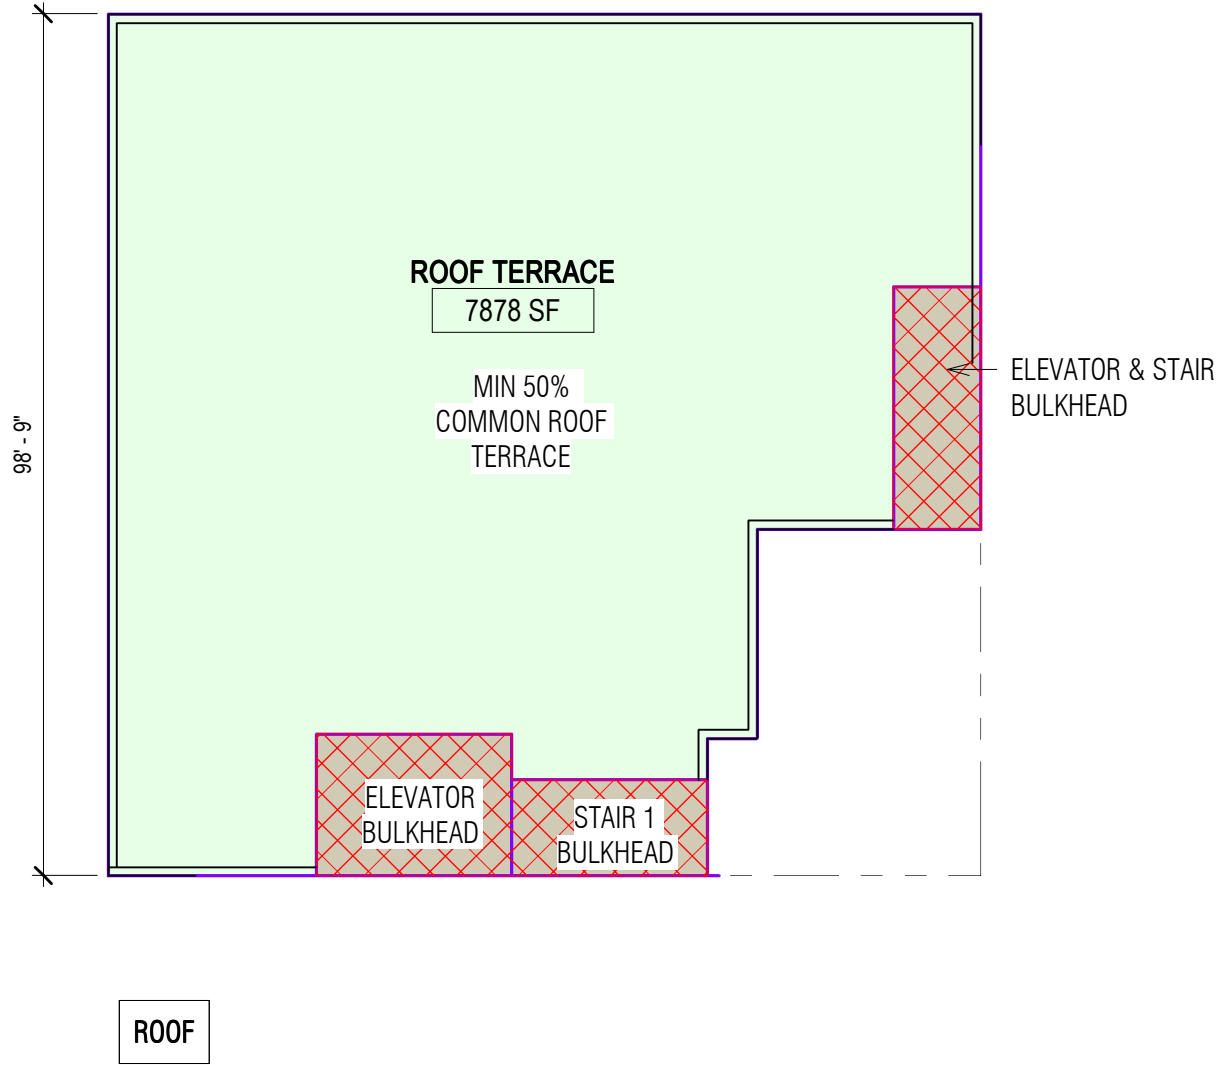 ROOF TERRACE
7878 SF
MIN 50%
COMMON ROOF
TERRACE
ELEVATOR & STAIR
BULKHEAD
98' - 9"
ELEVATOR
BULKHEAD
STAIR 1
BULKHEAD
ROOF